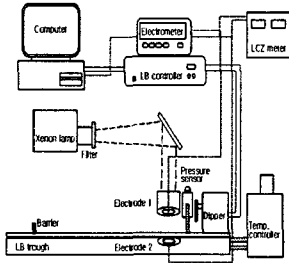 Computer
Electrometer
LCZ meter
LB controller
Xenon lamp
Filter
Pressure
sensor
Electrode 1
Dipper
Temp.
controller
Barrier
LB trough
Electrode 2